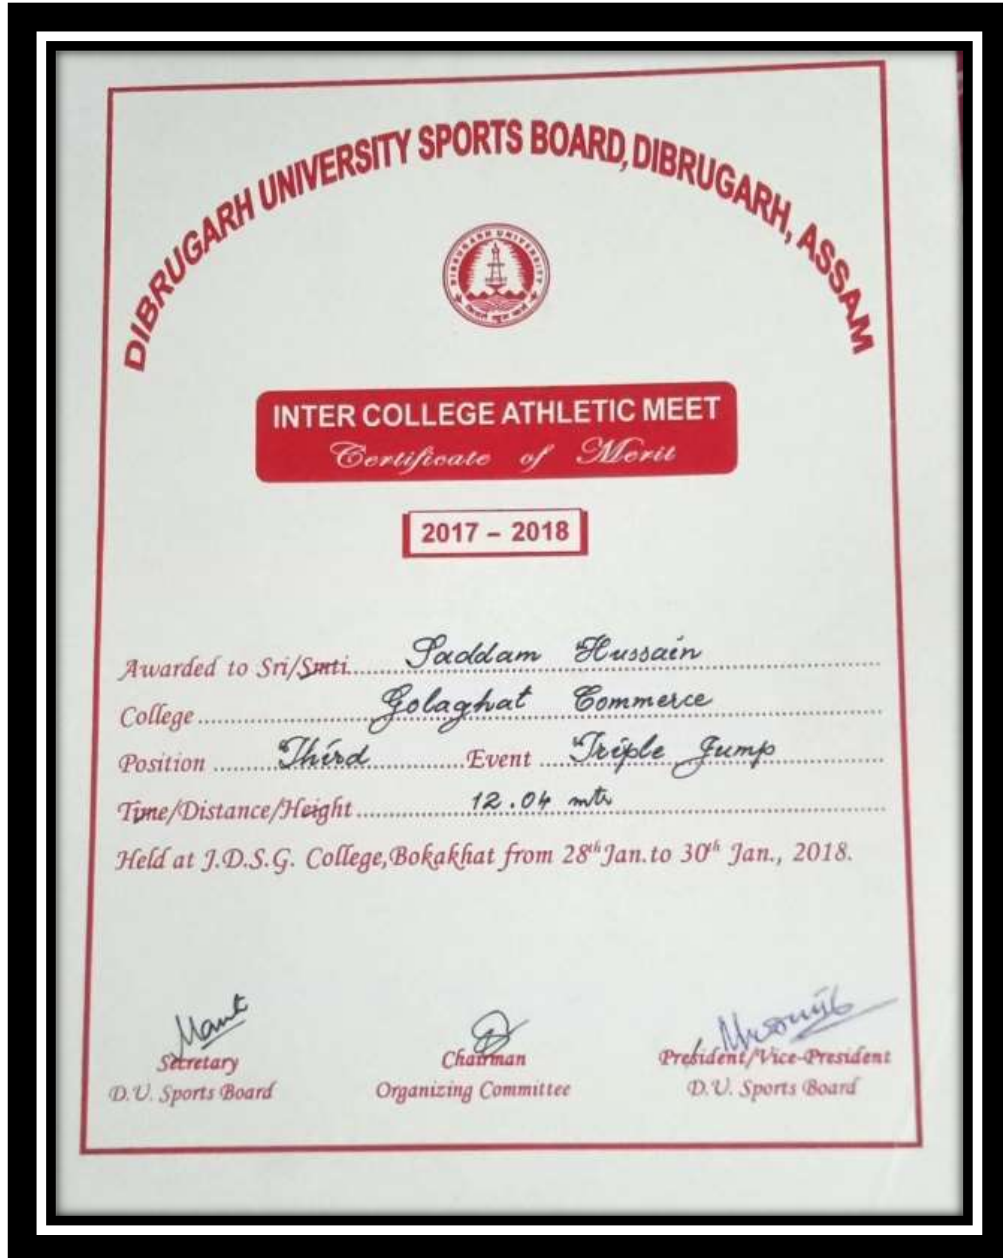 DIBRUGARH UNIVERSITY SPORTS BOARD, DIBRUGARH, ASSAM
DIBRUGARH UNIVERSITY
INTER COLLEGE ATHLETIC MEET
Certificate of Merit
2017 – 2018
Awarded to Sri/Smti Saddam Hussain
College Golaghat Commerce
Position Third Event Triple Jump
Time/Distance/Height 12.04 mtr
Held at J.D.S.G. College, Bokakhat from 28th Jan. to 30th Jan., 2018.
Secretary Chairman President/Vice-President
D.U. Sports Board Organizing Committee D.U. Sports Board